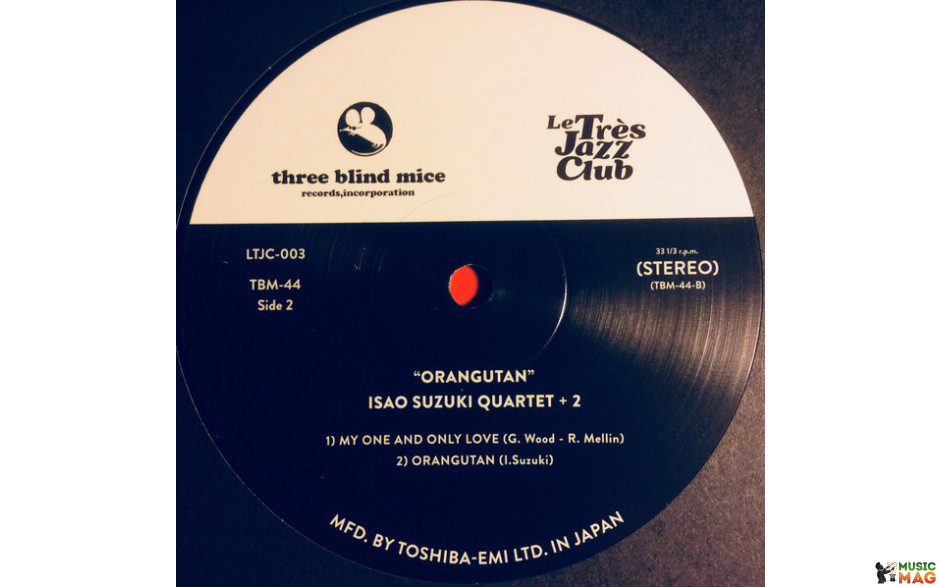 three blind mice
records,incorporation
Le Très
Jazz
Club
LTJC-003
TBM-44
Side 2
33 1/3 r.p.m.
(STEREO)
(TBM-44-B)
“ORANGUTAN”
ISAO SUZUKI QUARTET + 2
1) MY ONE AND ONLY LOVE (G. Wood - R. Mellin)
2) ORANGUTAN (I.Suzuki)
MFD. BY TOSHIBA-EMI LTD. IN JAPAN
MUSIC
MAG